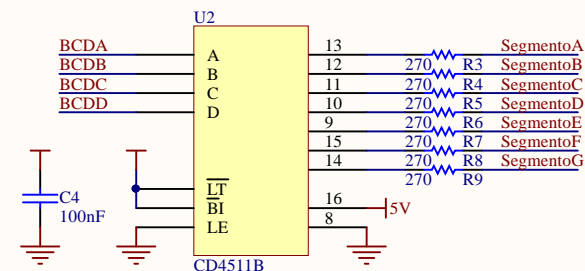 U2
BCDA A 13 SegmentoA
BCDB B 12 270 R3 SegmentoB
BCDC C 11 270 R4 SegmentoC
BCDD D 10 270 R5 SegmentoD
9 270 R6 SegmentoE
15 270 R7 SegmentoF
14 270 R8 SegmentoG
270 R9
C4
100nF
LT
BI
LE
16 5V
8
CD4511B